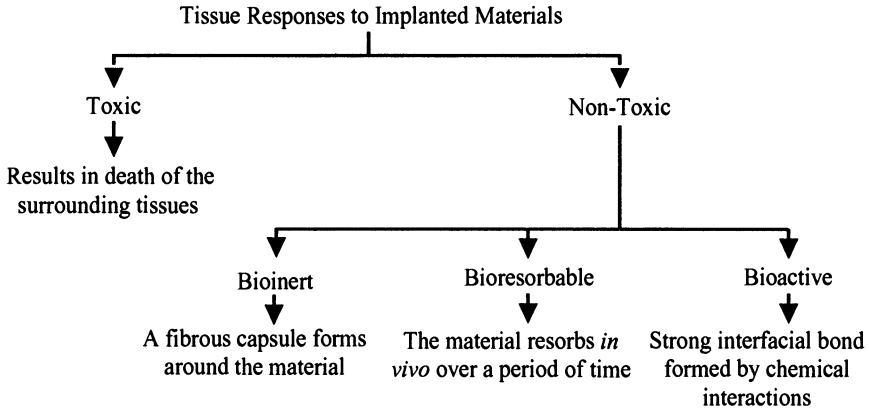 Tissue Responses to Implanted Materials
Toxic
Non-Toxic
Results in death of the
surrounding tissues
Bioinert
Bioresorbable
Bioactive
A fibrous capsule forms
around the material
The material resorbs in
vivo over a period of time
Strong interfacial bond
formed by chemical
interactions